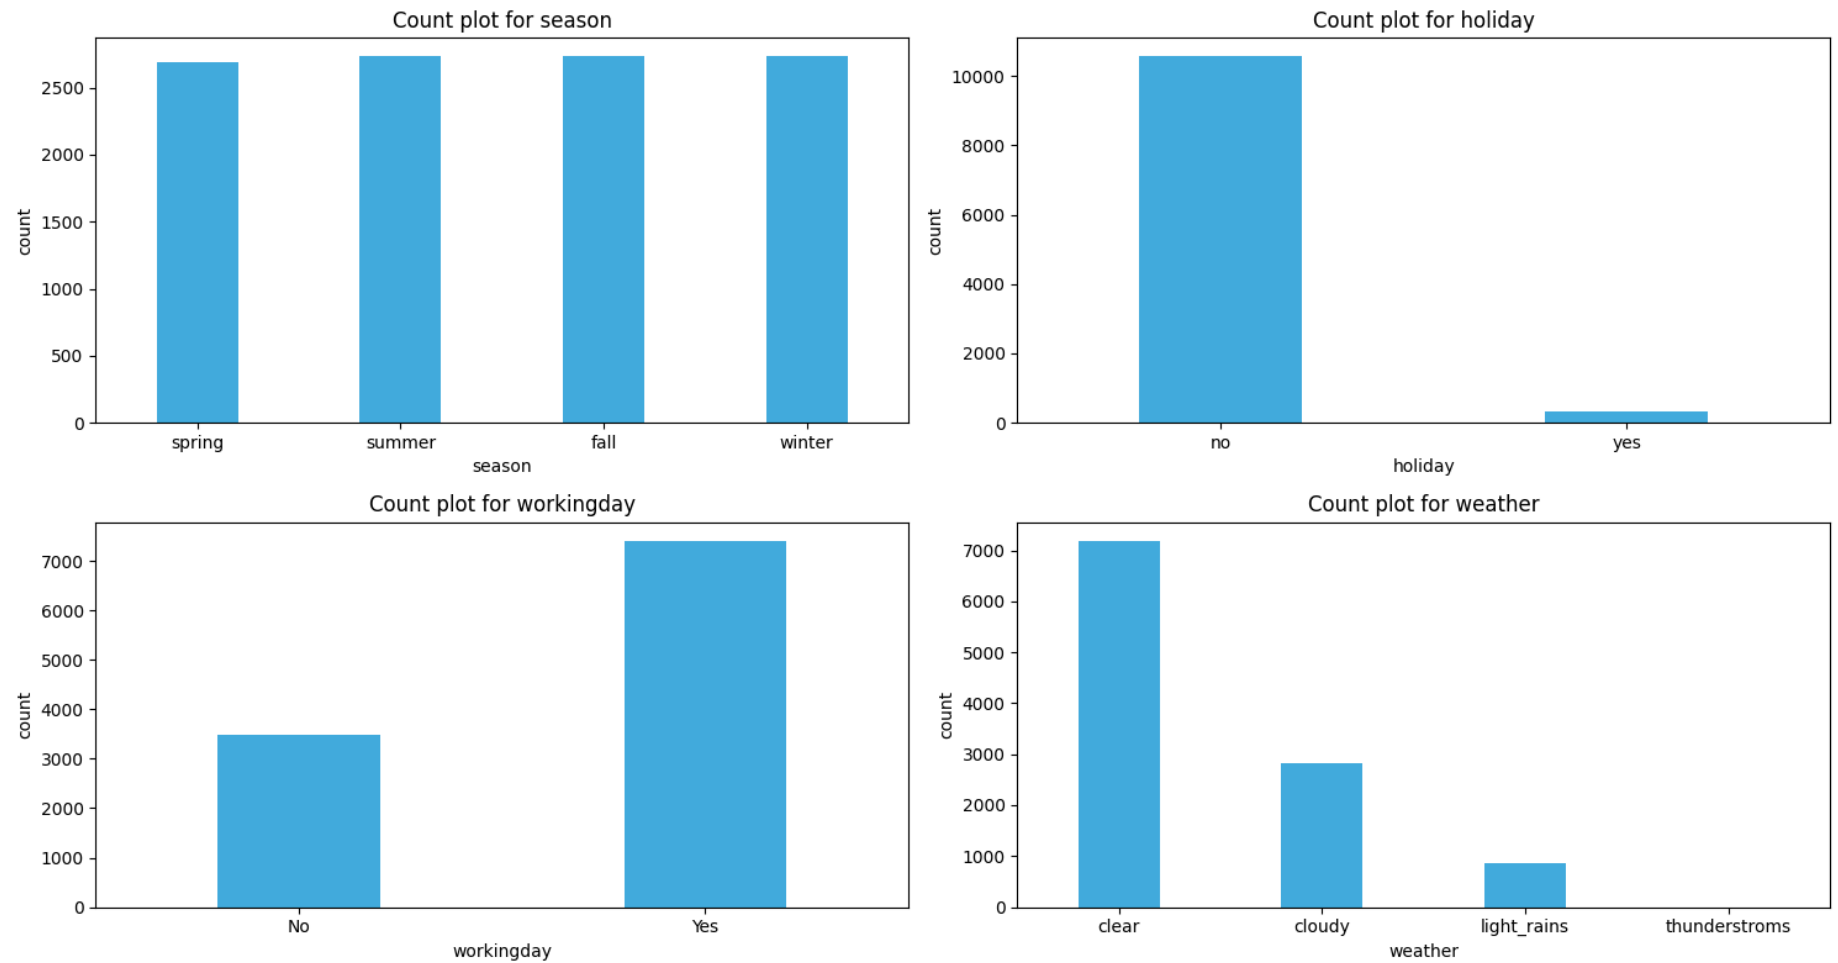 Count plot for season
2500
2000
1500
1000
500
0
count
spring summer fall winter
season
Count plot for holiday
10000
8000
6000
4000
2000
0
count
no yes
holiday
Count plot for workingday
7000
6000
5000
4000
3000
2000
1000
0
count
No Yes
workingday
Count plot for weather
7000
6000
5000
4000
3000
2000
1000
0
count
clear cloudy light_rains thunderstroms
weather